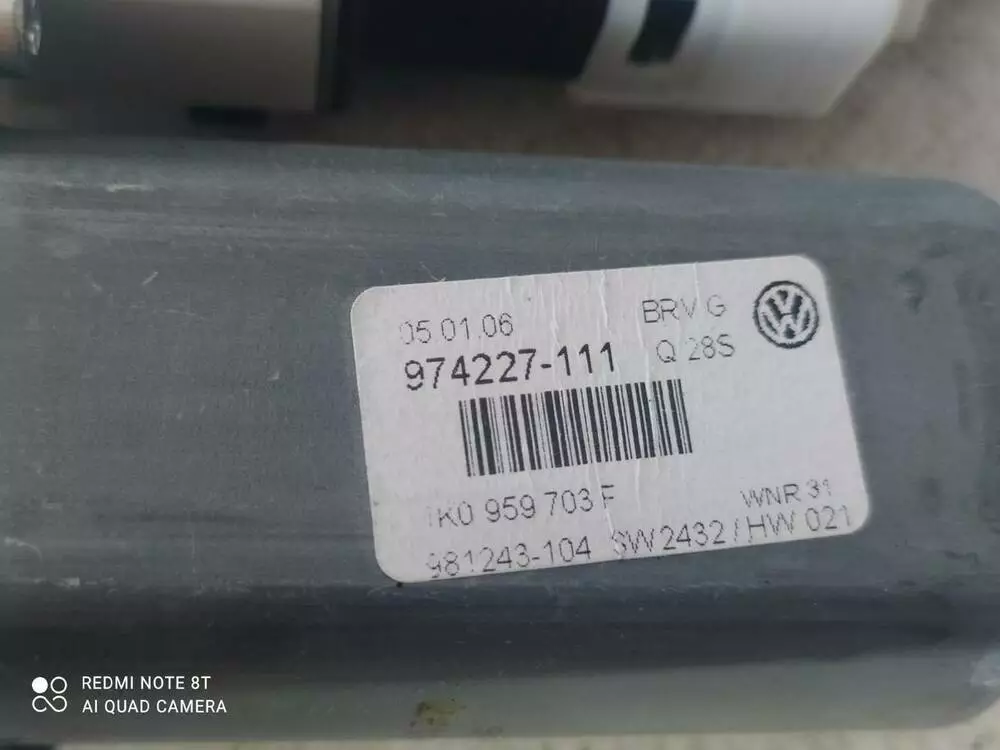 05.01.06
BRV G
974227-111
Q 28S
1K0 959 703 F
WNR 31
981243-104 SW2432 / HW 021
REDMI NOTE 8T
AI QUAD CAMERA